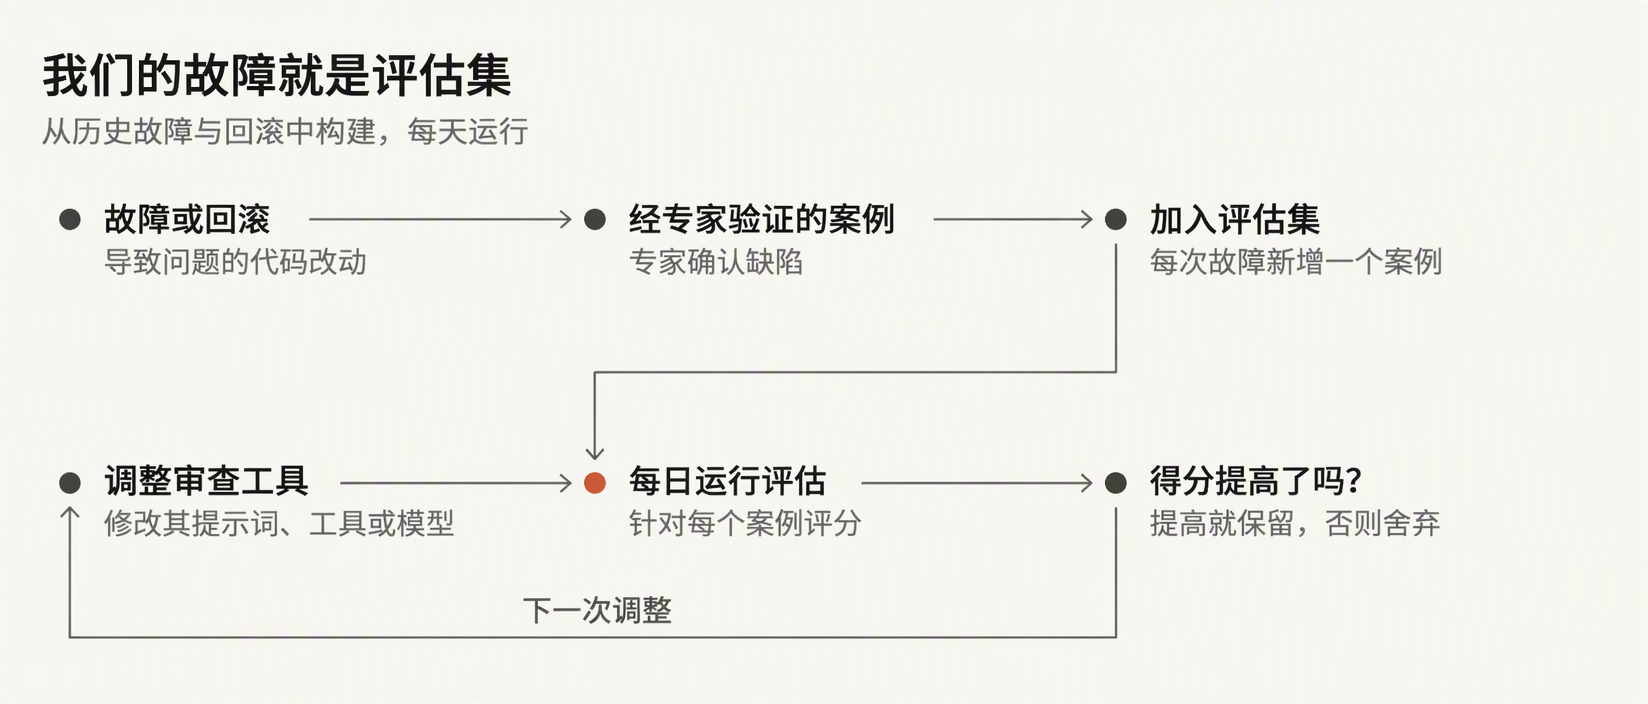 我们的故障就是评估集
从历史故障与回滚中构建，每天运行
故障或回滚
导致问题的代码改动
经专家验证的案例
专家确认缺陷
加入评估集
每次故障新增一个案例
调整审查工具
修改其提示词、工具或模型
每日运行评估
针对每个案例评分
得分提高了吗？
提高就保留，否则舍弃
下一次调整